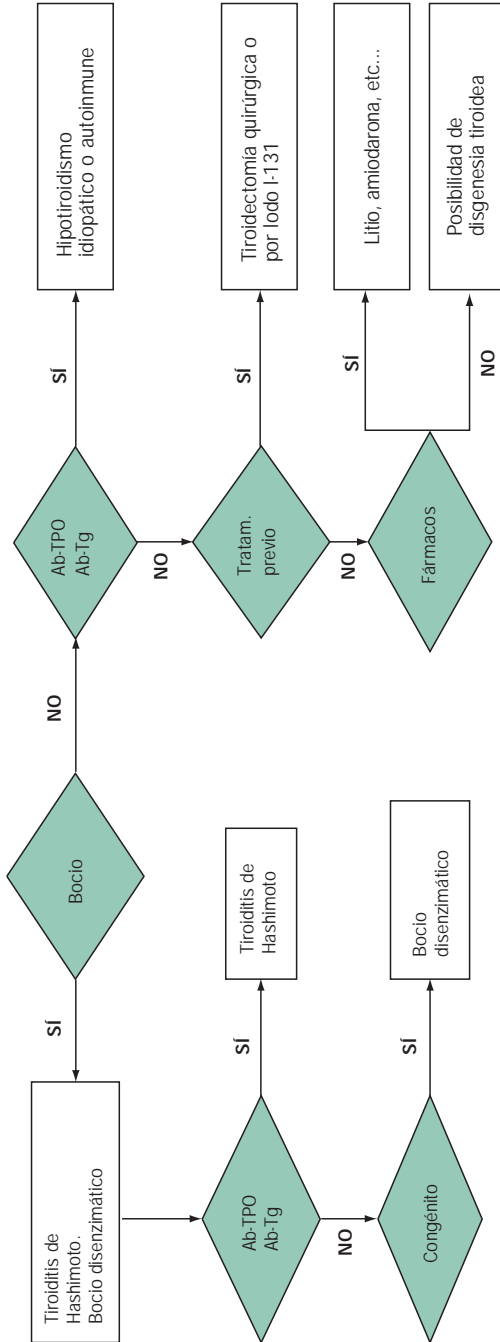 Bocio
SÍ
NO
Tiroiditis de
Hashimoto.
Bocio disenzimático
Ab-TPO
Ab-Tg
SÍ
Tiroiditis de
Hashimoto
NO
Congénito
SÍ
Bocio
disenzimático
Ab-TPO
Ab-Tg
SÍ
Hipotiroidismo
idiopático o autoinmune
NO
Tratam.
previo
SÍ
Tiroidectomía quirúrgica o
por Iodo I-131
NO
Fármacos
SÍ
Litio, amiodarona, etc...
NO
Posibilidad de
disgenesia tiroidea